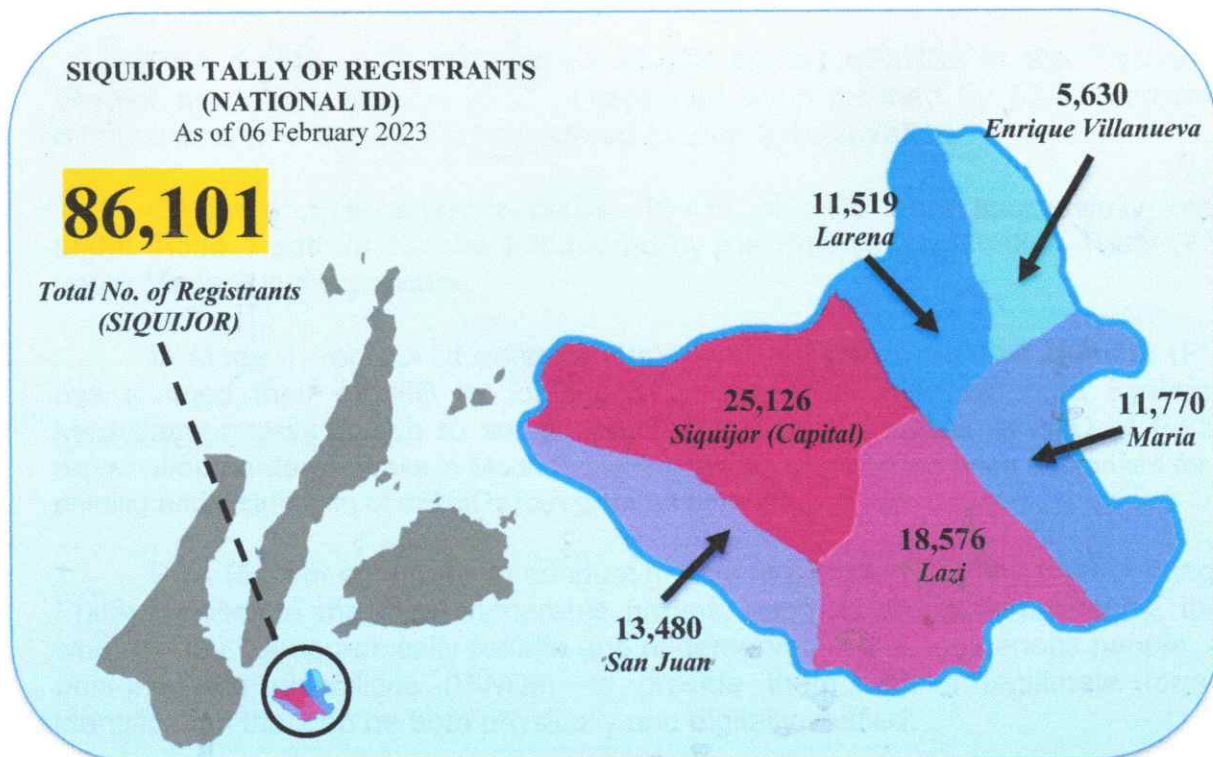 SIQUIJOR TALLY OF REGISTRANTS
(NATIONAL ID)
As of 06 February 2023
86,101
Total No. of Registrants
(SIQUIJOR)
5,630
Enrique Villanueva
11,519
Larena
25,126
Siquijor (Capital)
11,770
Maria
18,576
Lazi
13,480
San Juan